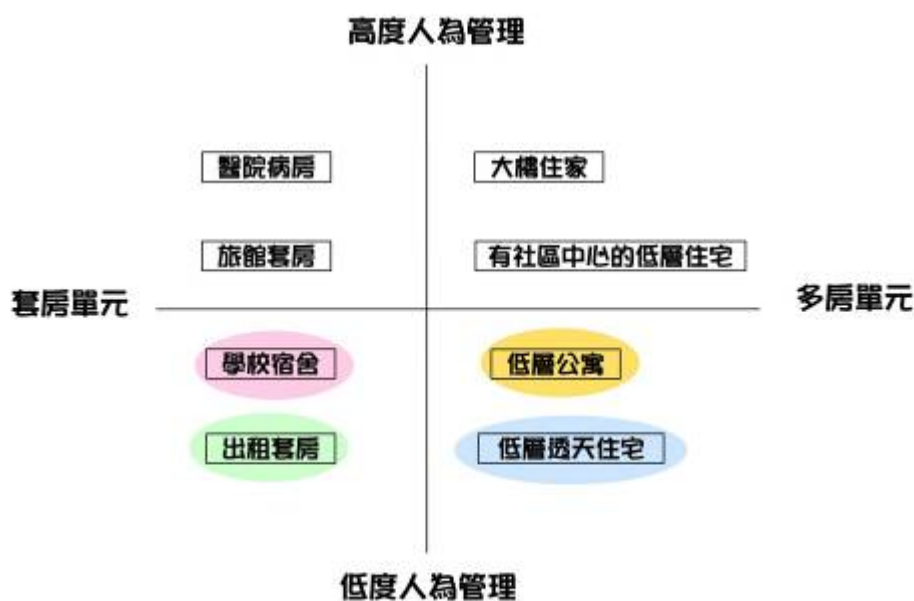 高度人為管理
醫院病房
大樓住家
旅館套房
有社區中心的低層住宅
套房單元
多房單元
學校宿舍
低層公寓
出租套房
低層透天住宅
低度人為管理